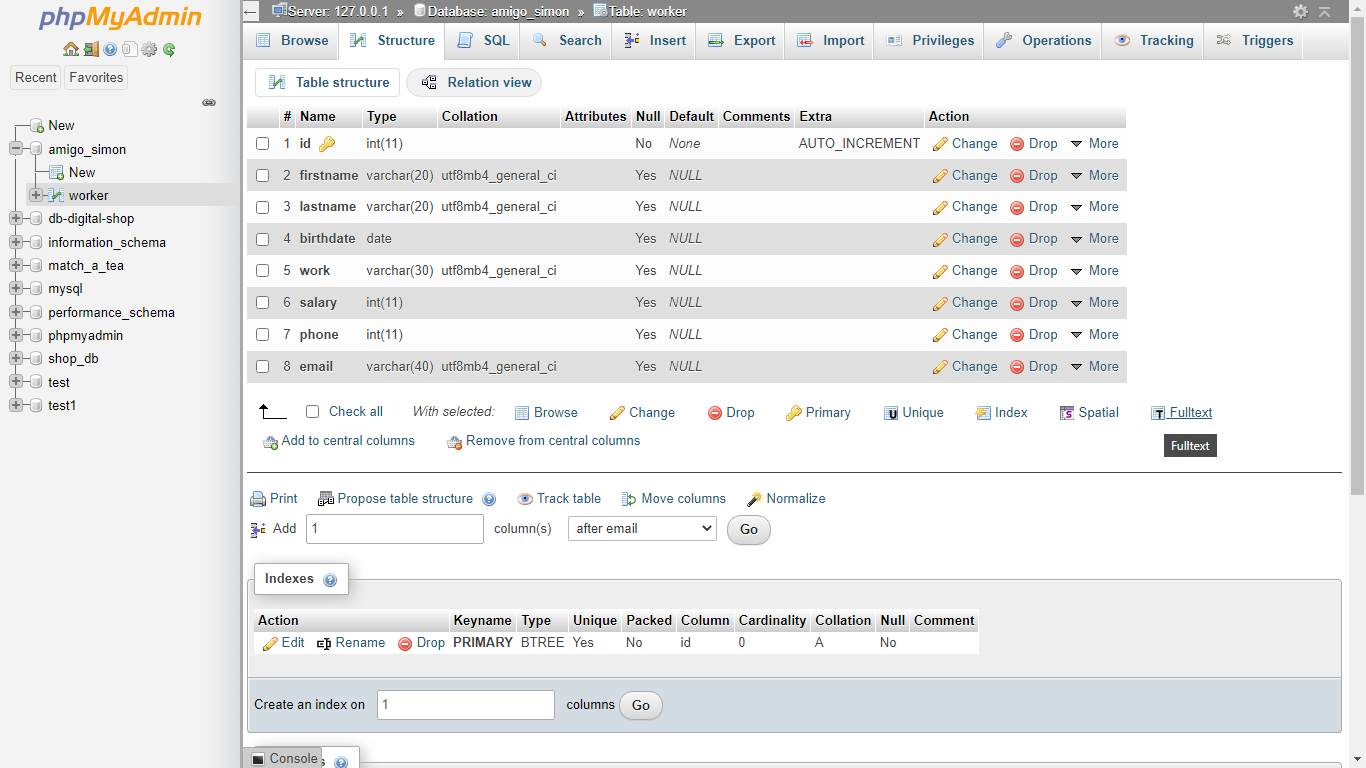 phpMyAdmin
Recent Favorites
New
amigo_simon
New
worker
db-digital-shop
information_schema
match_a_tea
mysql
performance_schema
phpmyadmin
shop_db
test
test1
Server: 127.0.0.1 » Database: amigo_simon » Table: worker
Browse Structure SQL Search Insert Export Import Privileges Operations Tracking Triggers
Table structure Relation view
# Name Type Collation Attributes Null Default Comments Extra Action
1 id int(11) No None AUTO_INCREMENT Change Drop More
2 firstname varchar(20) utf8mb4_general_ci Yes NULL Change Drop More
3 lastname varchar(20) utf8mb4_general_ci Yes NULL Change Drop More
4 birthdate date Yes NULL Change Drop More
5 work varchar(30) utf8mb4_general_ci Yes NULL Change Drop More
6 salary int(11) Yes NULL Change Drop More
7 phone int(11) Yes NULL Change Drop More
8 email varchar(40) utf8mb4_general_ci Yes NULL Change Drop More
Check all With selected: Browse Change Drop Primary Unique Index Spatial Fulltext
Add to central columns Remove from central columns
Fulltext
Print Propose table structure Track table Move columns Normalize
Add 1 column(s) after email Go
Indexes
Action Keyname Type Unique Packed Column Cardinality Collation Null Comment
Edit Rename Drop PRIMARY BTREE Yes No id 0 A No
Create an index on 1 columns Go
Console